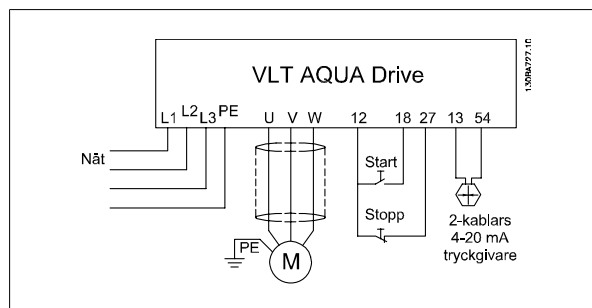 VLT AQUA Drive
130BA727.10
L1 L2 L3 PE U V W 12 18 27 13 54
Nät
Start
Stopp
PE
M
2-kablars
4-20 mA
tryckgivare